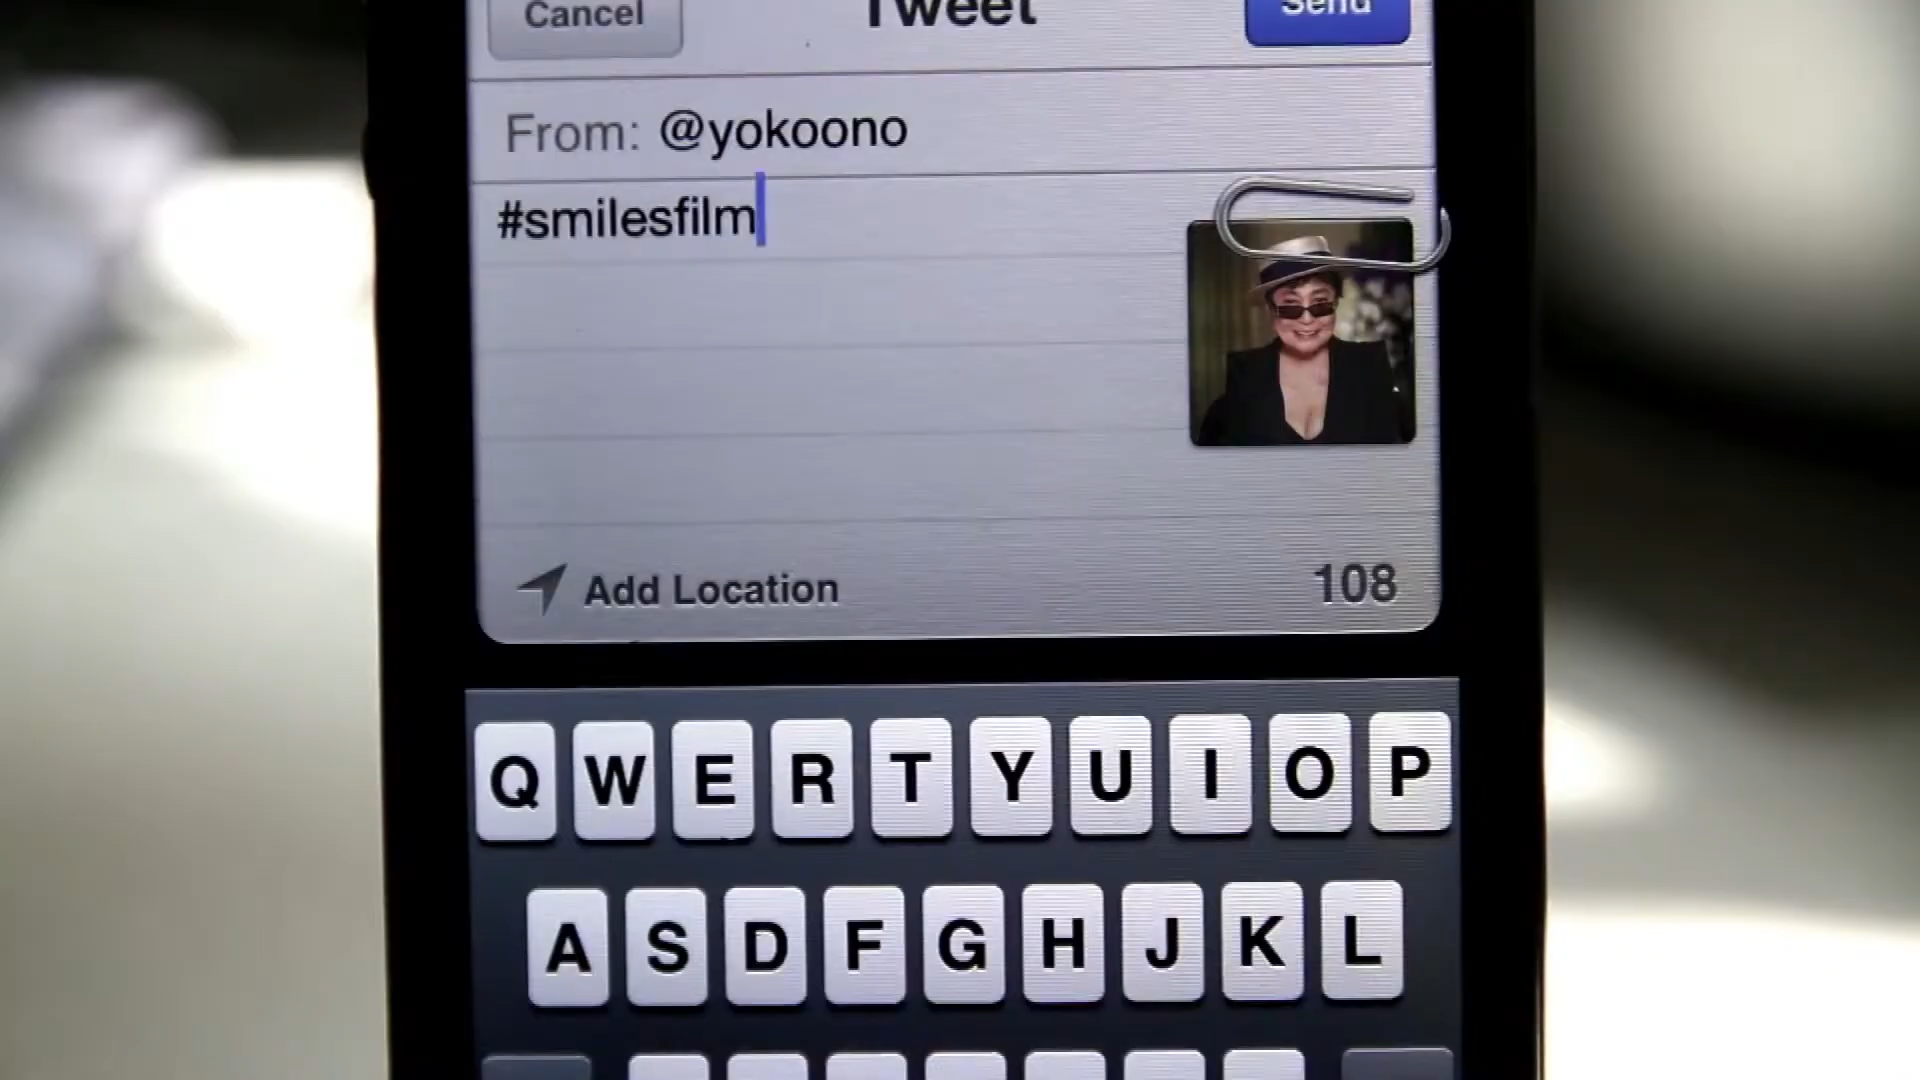 Cancel Tweet Send
From: @yokoono
#smilesfilm
Add Location 108
Q W E R T Y U I O P
A S D F G H J K L